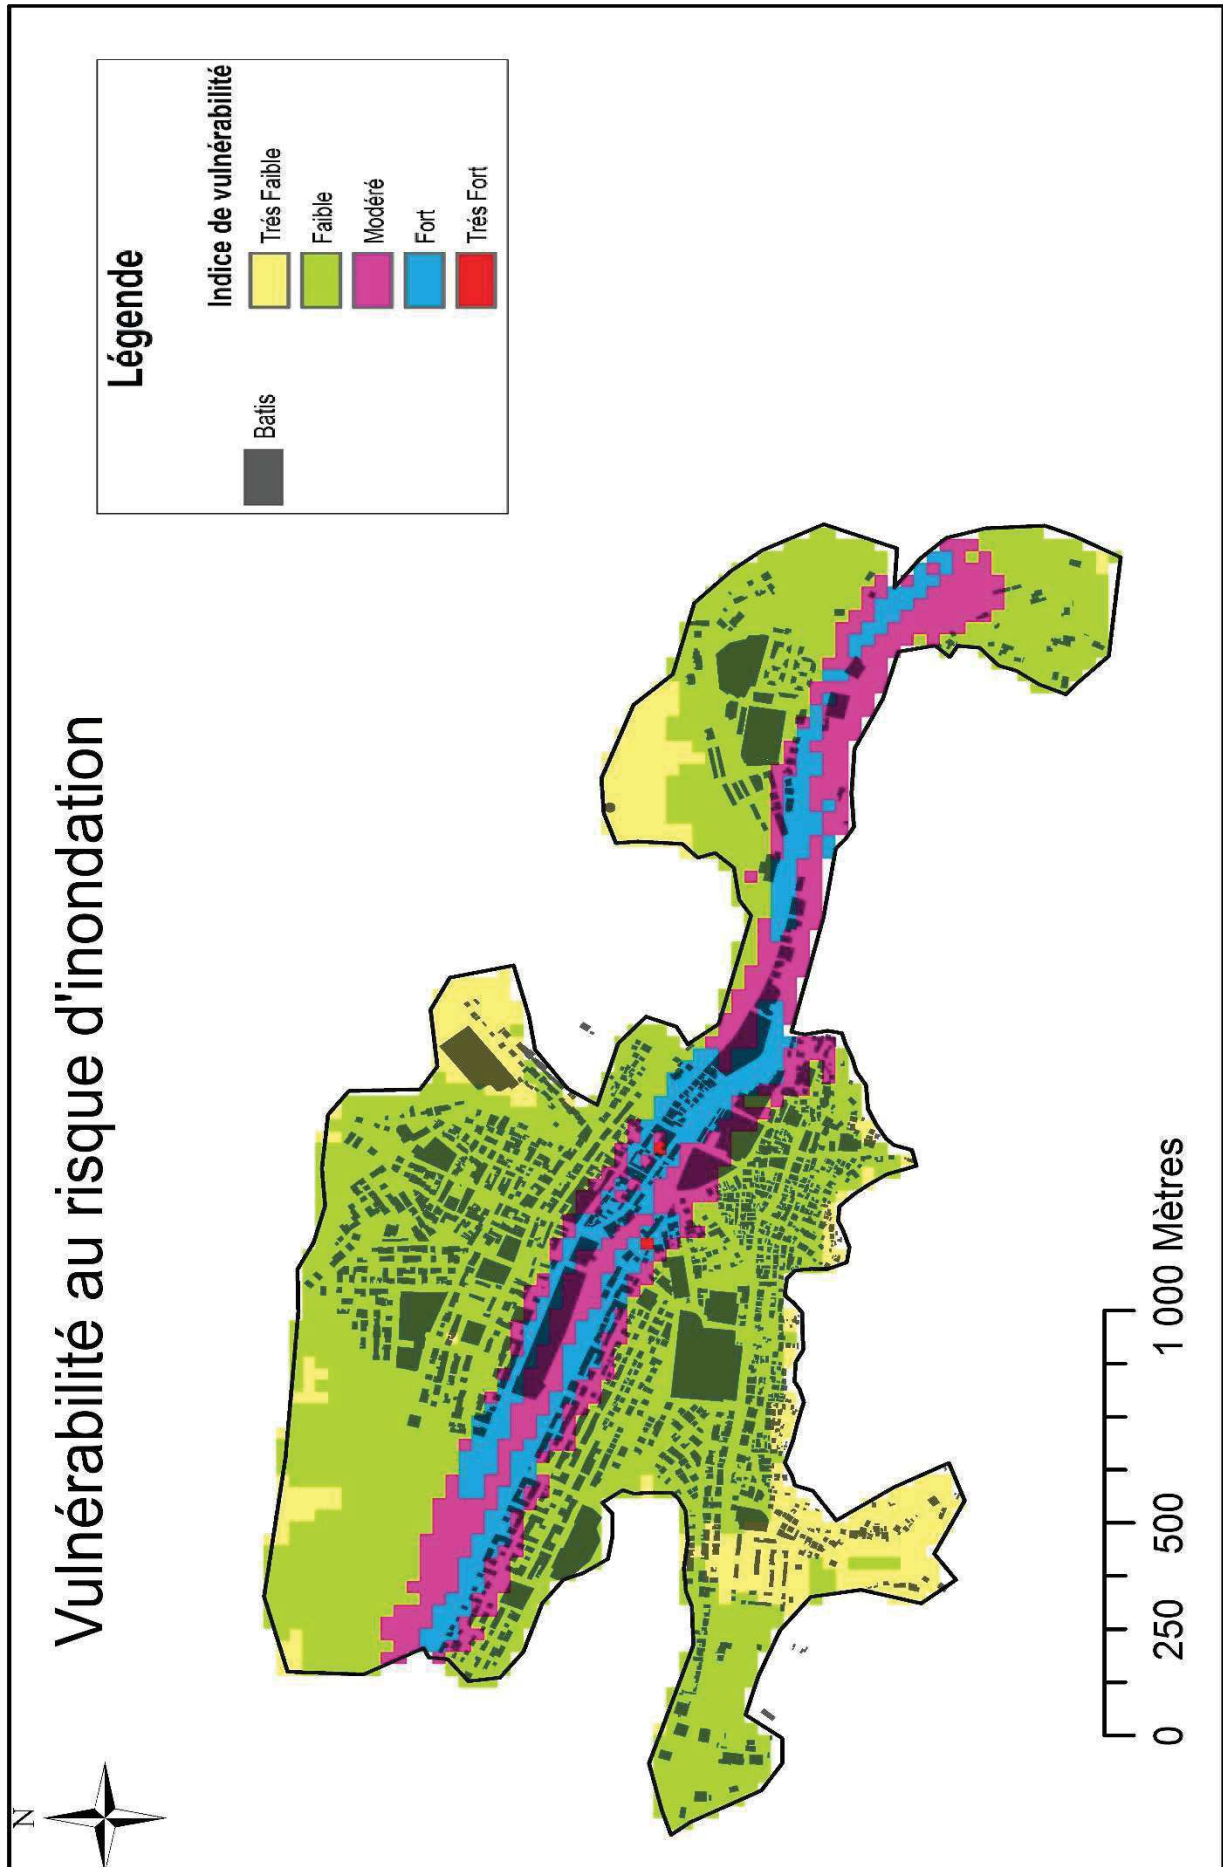 Vulnérabilité au risque d'inondation
N
Légende
Batis
Indice de vulnérabilité
Trés Faible
Faible
Modéré
Fort
Trés Fort
0 250 500 1 000 Mètres